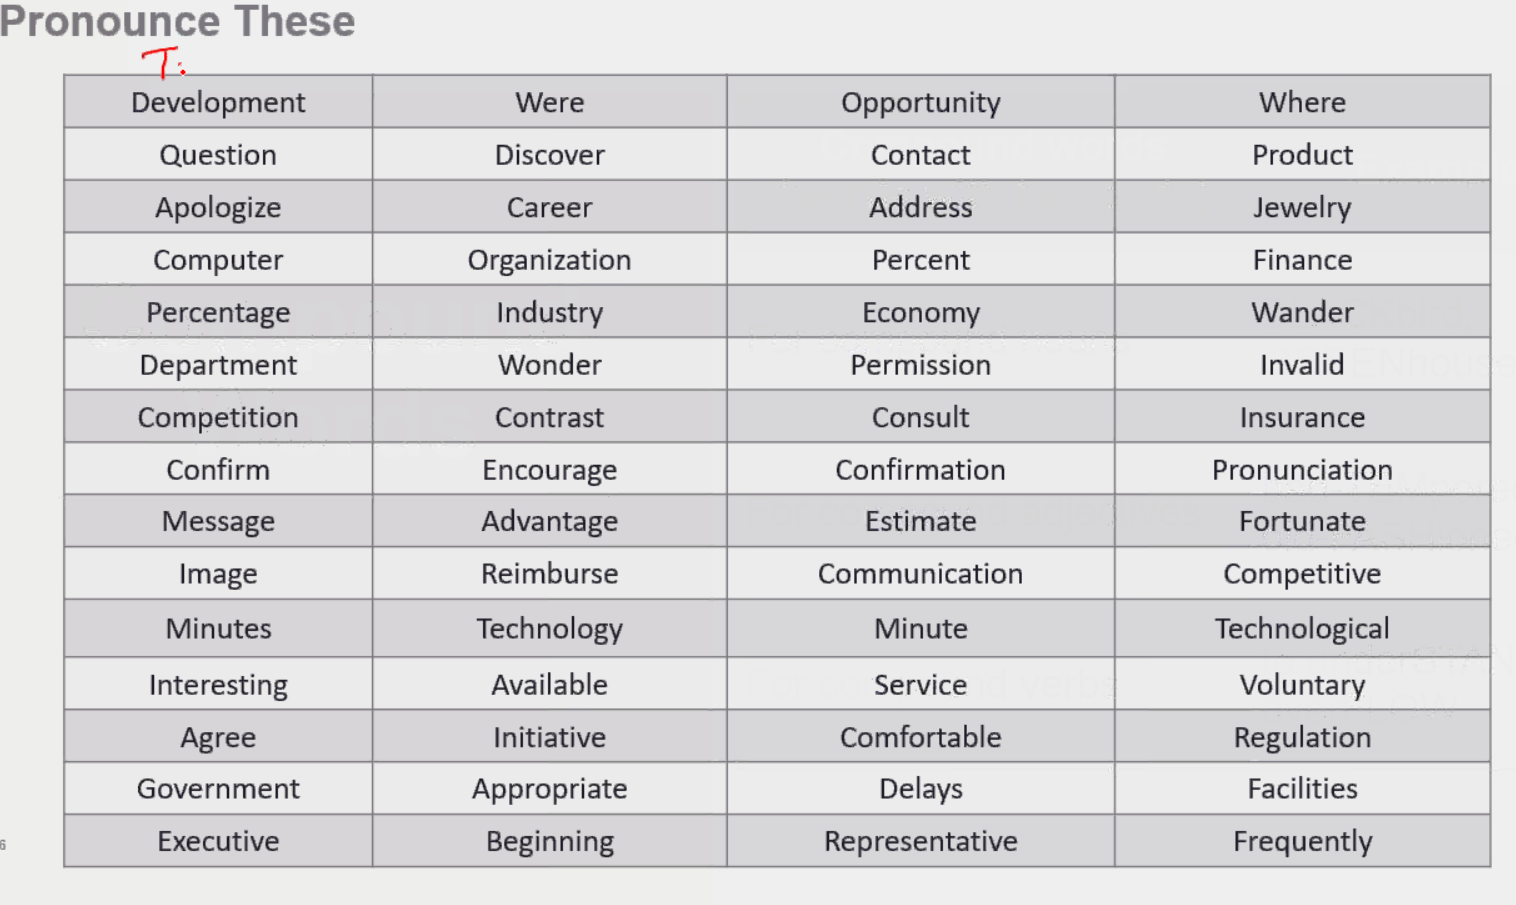 Pronounce These
T:
Development Were Opportunity Where
Question Discover Contact Product
Apologize Career Address Jewelry
Computer Organization Percent Finance
Percentage Industry Economy Wander
Department Wonder Permission Invalid
Competition Contrast Consult Insurance
Confirm Encourage Confirmation Pronunciation
Message Advantage Estimate Fortunate
Image Reimburse Communication Competitive
Minutes Technology Minute Technological
Interesting Available Service Voluntary
Agree Initiative Comfortable Regulation
Government Appropriate Delays Facilities
6
Executive Beginning Representative Frequently